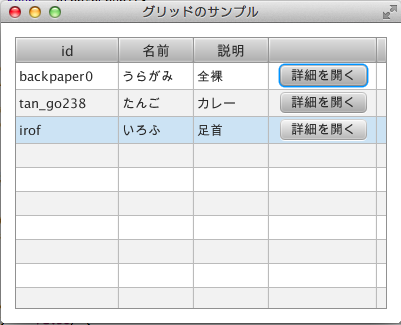 グリッドのサンプル
id 名前 説明
backpaper0 うらがみ 全裸 詳細を開く
tan_go238 たんご カレー 詳細を開く
irof いろふ 足首 詳細を開く